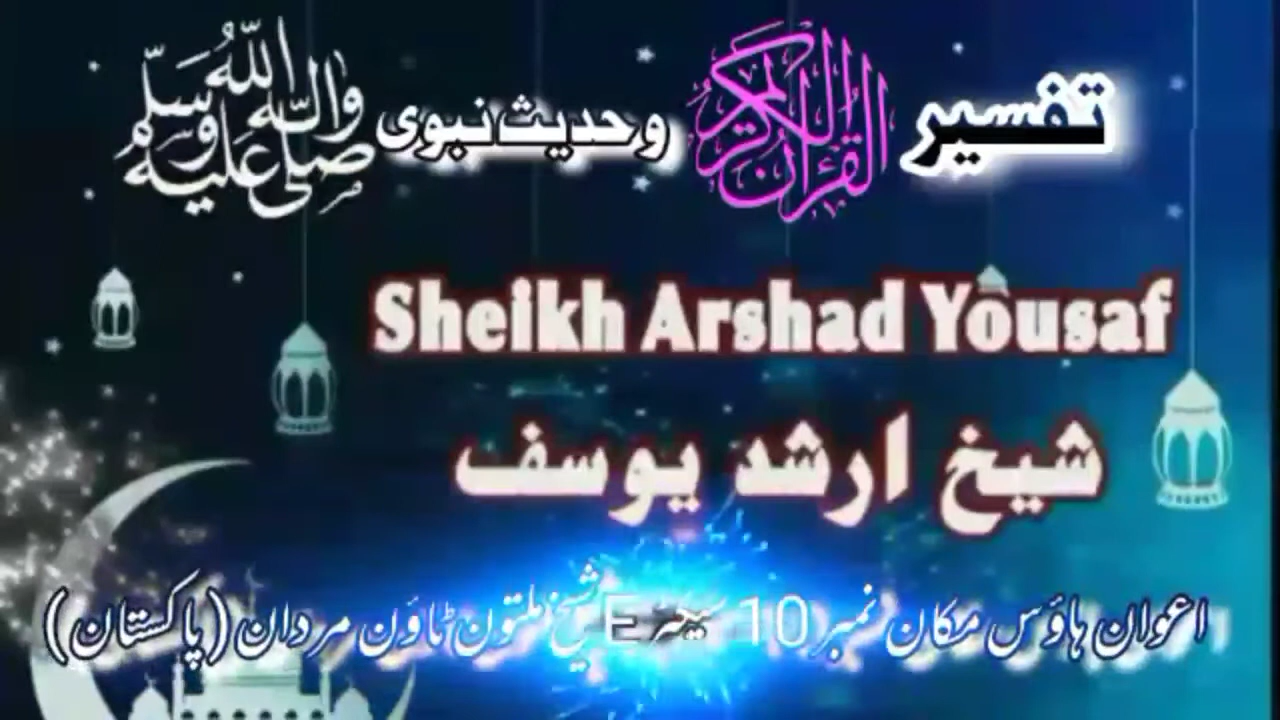 تفسیر القرآن الکریم و حدیث نبوی صلی اللہ علیہ والہ وسلم
Sheikh Arshad Yousaf
شیخ ارشد یوسف
اعوان ہاؤس مکان نمبر 10 سیکٹر E شیخ ملتون ٹاؤن مردان (پاکستان)